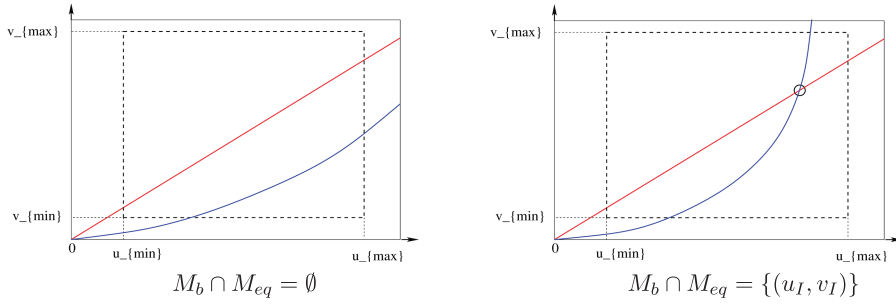 v_{max}
v_{min}
0
u_{min}
u_{max}
M_b ∩ M_{eq} = ∅
v_{max}
v_{min}
0
u_{min}
u_{max}
M_b ∩ M_{eq} = {(u_I, v_I)}